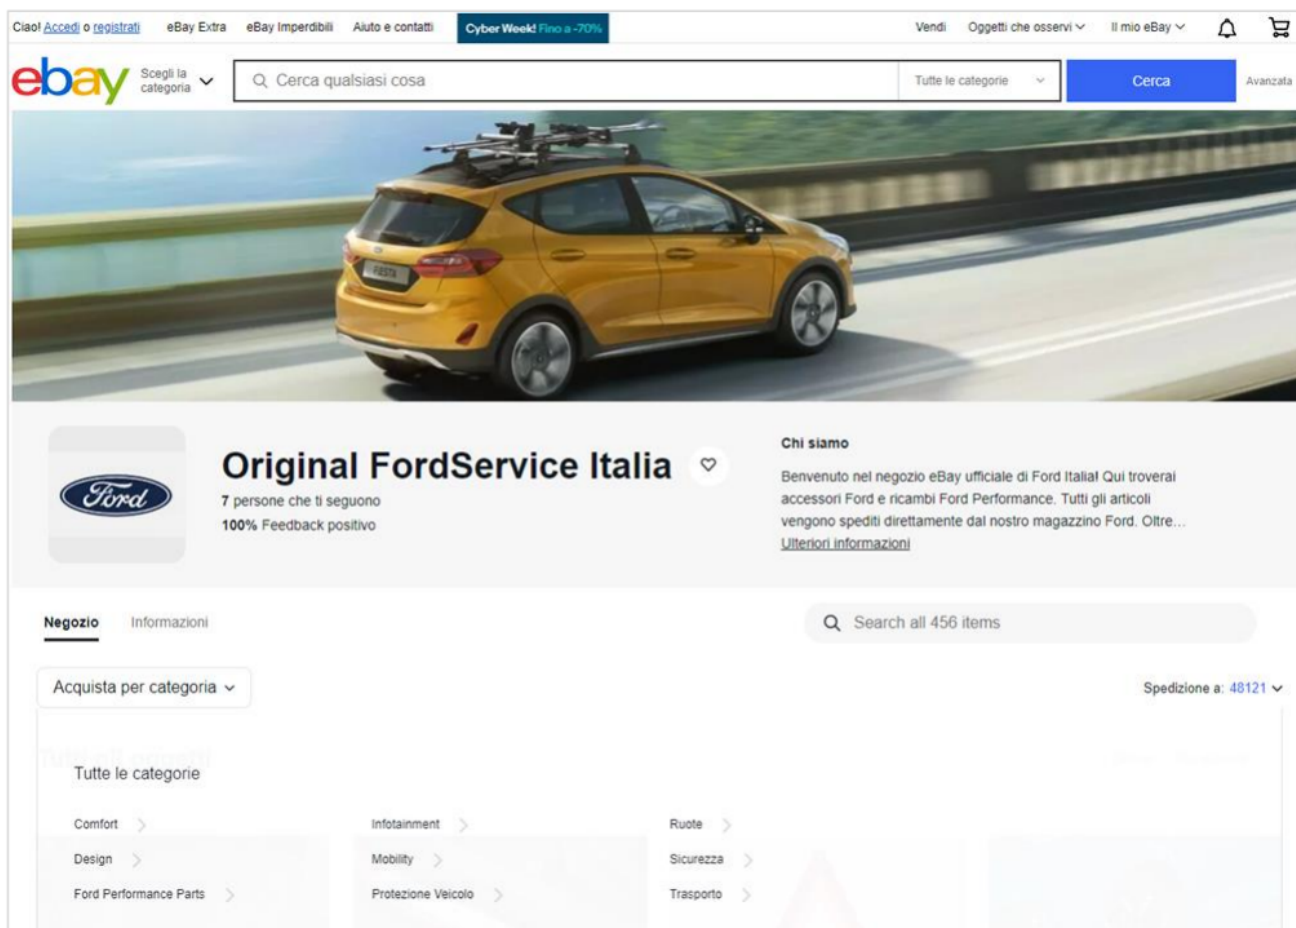 Ciao! Accedi o registrati eBay Extra eBay Imperdibili Aiuto e contatti Cyber Week! Fino a -70% Vendi Oggetti che osservi Il mio eBay
ebay Scegli la categoria Cerca qualsiasi cosa Tutte le categorie Cerca Avanzata
FIESTA
Ford
Original FordService Italia
7 persone che ti seguono
100% Feedback positivo
Chi siamo
Benvenuto nel negozio eBay ufficiale di Ford Italia! Qui troverai
accessori Ford e ricambi Ford Performance. Tutti gli articoli
vengono spediti direttamente dal nostro magazzino Ford. Oltre...
Ulteriori informazioni
Negozio Informazioni Search all 456 items
Acquista per categoria Spedizione a: 48121
Tutti gli oggetti
Tutte le categorie
Comfort Infotainment Ruote
Design Mobility Sicurezza
Ford Performance Parts Protezione Veicolo Trasporto